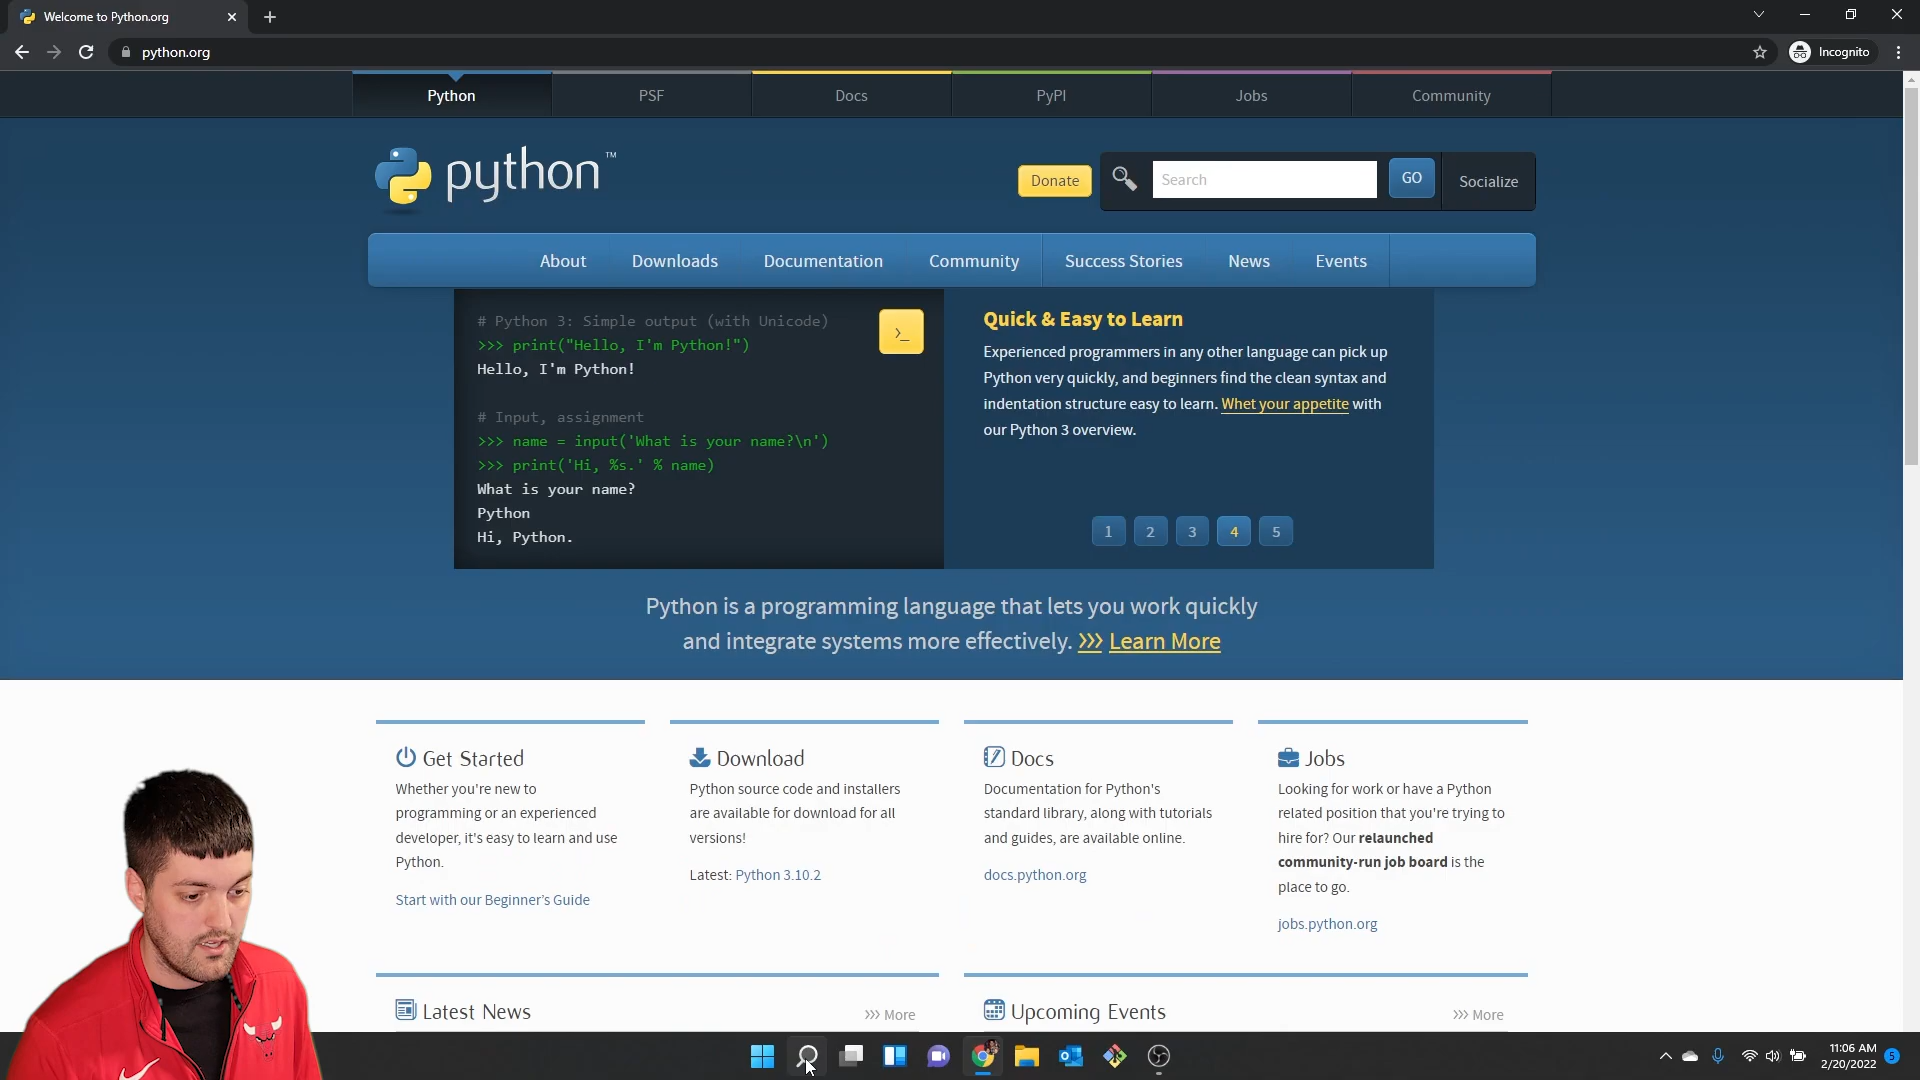 Welcome to Python.org
python.org
Incognito
Python
PSF
Docs
PyPI
Jobs
Community
python™
Donate
Search
GO
Socialize
About
Downloads
Documentation
Community
Success Stories
News
Events
# Python 3: Simple output (with Unicode)
>>> print("Hello, I'm Python!")
Hello, I'm Python!
# Input, assignment
>>> name = input('What is your name?\n')
>>> print('Hi, %s.' % name)
What is your name?
Python
Hi, Python.
>_
Quick & Easy to Learn
Experienced programmers in any other language can pick up
Python very quickly, and beginners find the clean syntax and
indentation structure easy to learn. Whet your appetite with
our Python 3 overview.
1 2 3 4 5
Python is a programming language that lets you work quickly
and integrate systems more effectively. >>> Learn More
Get Started
Whether you're new to
programming or an experienced
developer, it's easy to learn and use
Python.
Start with our Beginner's Guide
Download
Python source code and installers
are available for download for all
versions!
Latest: Python 3.10.2
Docs
Documentation for Python's
standard library, along with tutorials
and guides, are available online.
docs.python.org
Jobs
Looking for work or have a Python
related position that you're trying to
hire for? Our relaunched
community-run job board is the
place to go.
jobs.python.org
Latest News
>>> More
Upcoming Events
>>> More
11:06 AM
2/20/2022
5